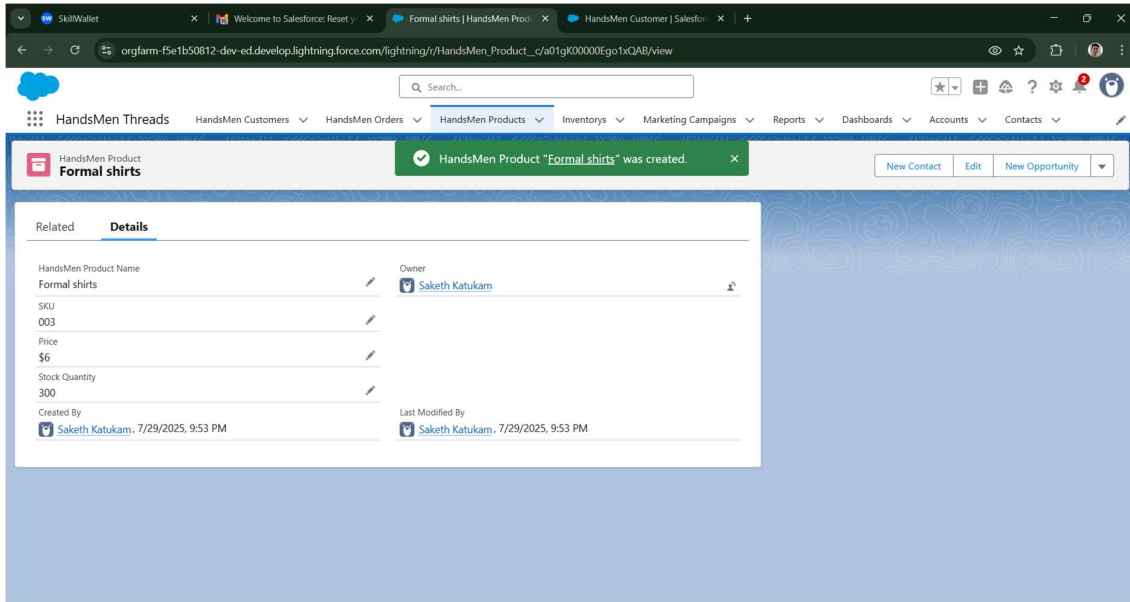 SkillWallet
Welcome to Salesforce: Reset y
Formal shirts | HandsMen Prod
HandsMen Customer | Salesfor
orgfarm-f5e1b50812-dev-ed.develop.lightning.force.com/lightning/r/HandsMen_Product__c/a01gK00000Ego1xQAB/view
Search...
2
HandsMen Threads
HandsMen Customers
HandsMen Orders
HandsMen Products
Inventorys
Marketing Campaigns
Reports
Dashboards
Accounts
Contacts
HandsMen Product
Formal shirts
HandsMen Product "Formal shirts" was created.
New Contact
Edit
New Opportunity
Related
Details
HandsMen Product Name
Formal shirts
Owner
Saketh Katukam
SKU
003
Price
$6
Stock Quantity
300
Created By
Saketh Katukam, 7/29/2025, 9:53 PM
Last Modified By
Saketh Katukam, 7/29/2025, 9:53 PM